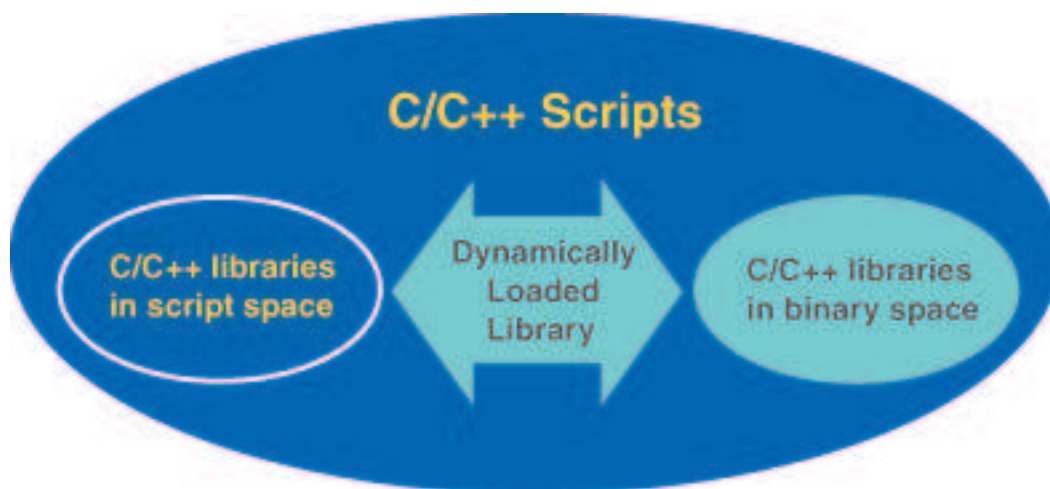 C/C++ Scripts
C/C++ libraries
in script space
Dynamically
Loaded
Library
C/C++ libraries
in binary space